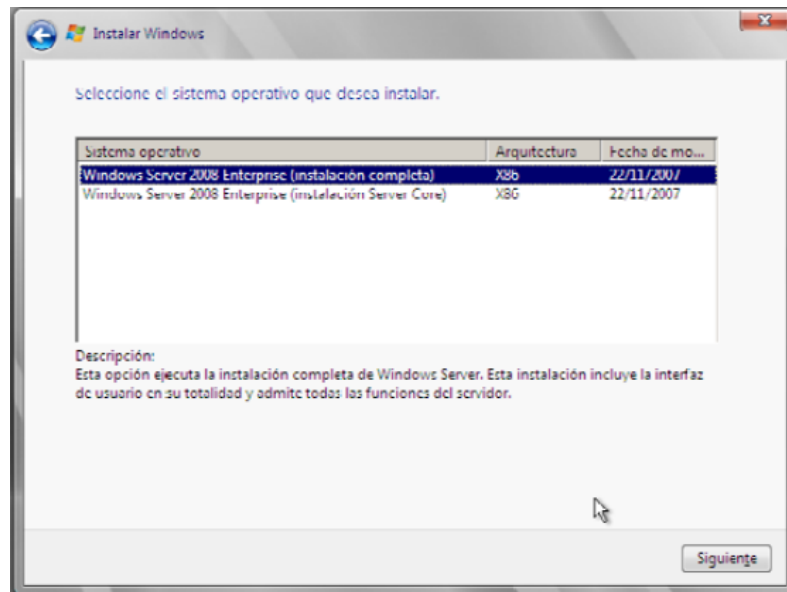 Instalar Windows
Seleccione el sistema operativo que desea instalar.
Sistema operativo Arquitectura Fecha de mo...
Windows Server 2008 Enterprise (instalación completa) X86 22/11/2007
Windows Server 2008 Enterprise (instalación Server Core) X86 22/11/2007
Descripción:
Esta opción ejecuta la instalación completa de Windows Server. Esta instalación incluye la interfaz
de usuario en su totalidad y admite todas las funciones del servidor.
Siguiente